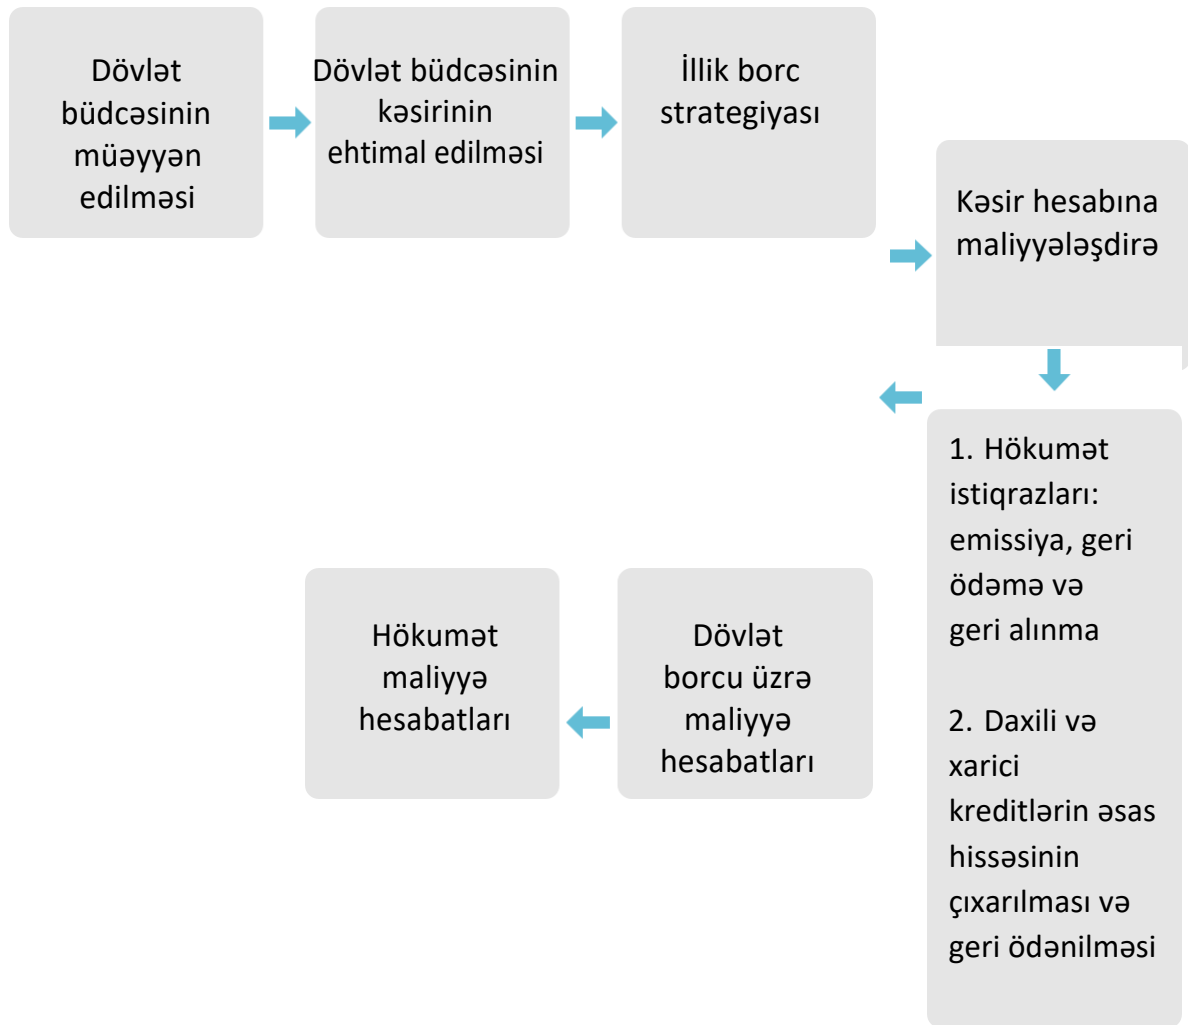 Dövlət
büdcəsinin
müəyyən
edilməsi
Dövlət büdcəsinin
kəsirinin
ehtimal edilməsi
İllik borc
strategiyası
Kəsir hesabına
maliyyələşdirə
1. Hökumət
istiqrazları:
emissiya, geri
ödəmə və
geri alınma
2. Daxili və
xarici
kreditlərin əsas
hissəsinin
çıxarılması və
geri ödənilməsi
Dövlət
borcu üzrə
maliyyə
hesabatları
Hökumət
maliyyə
hesabatları